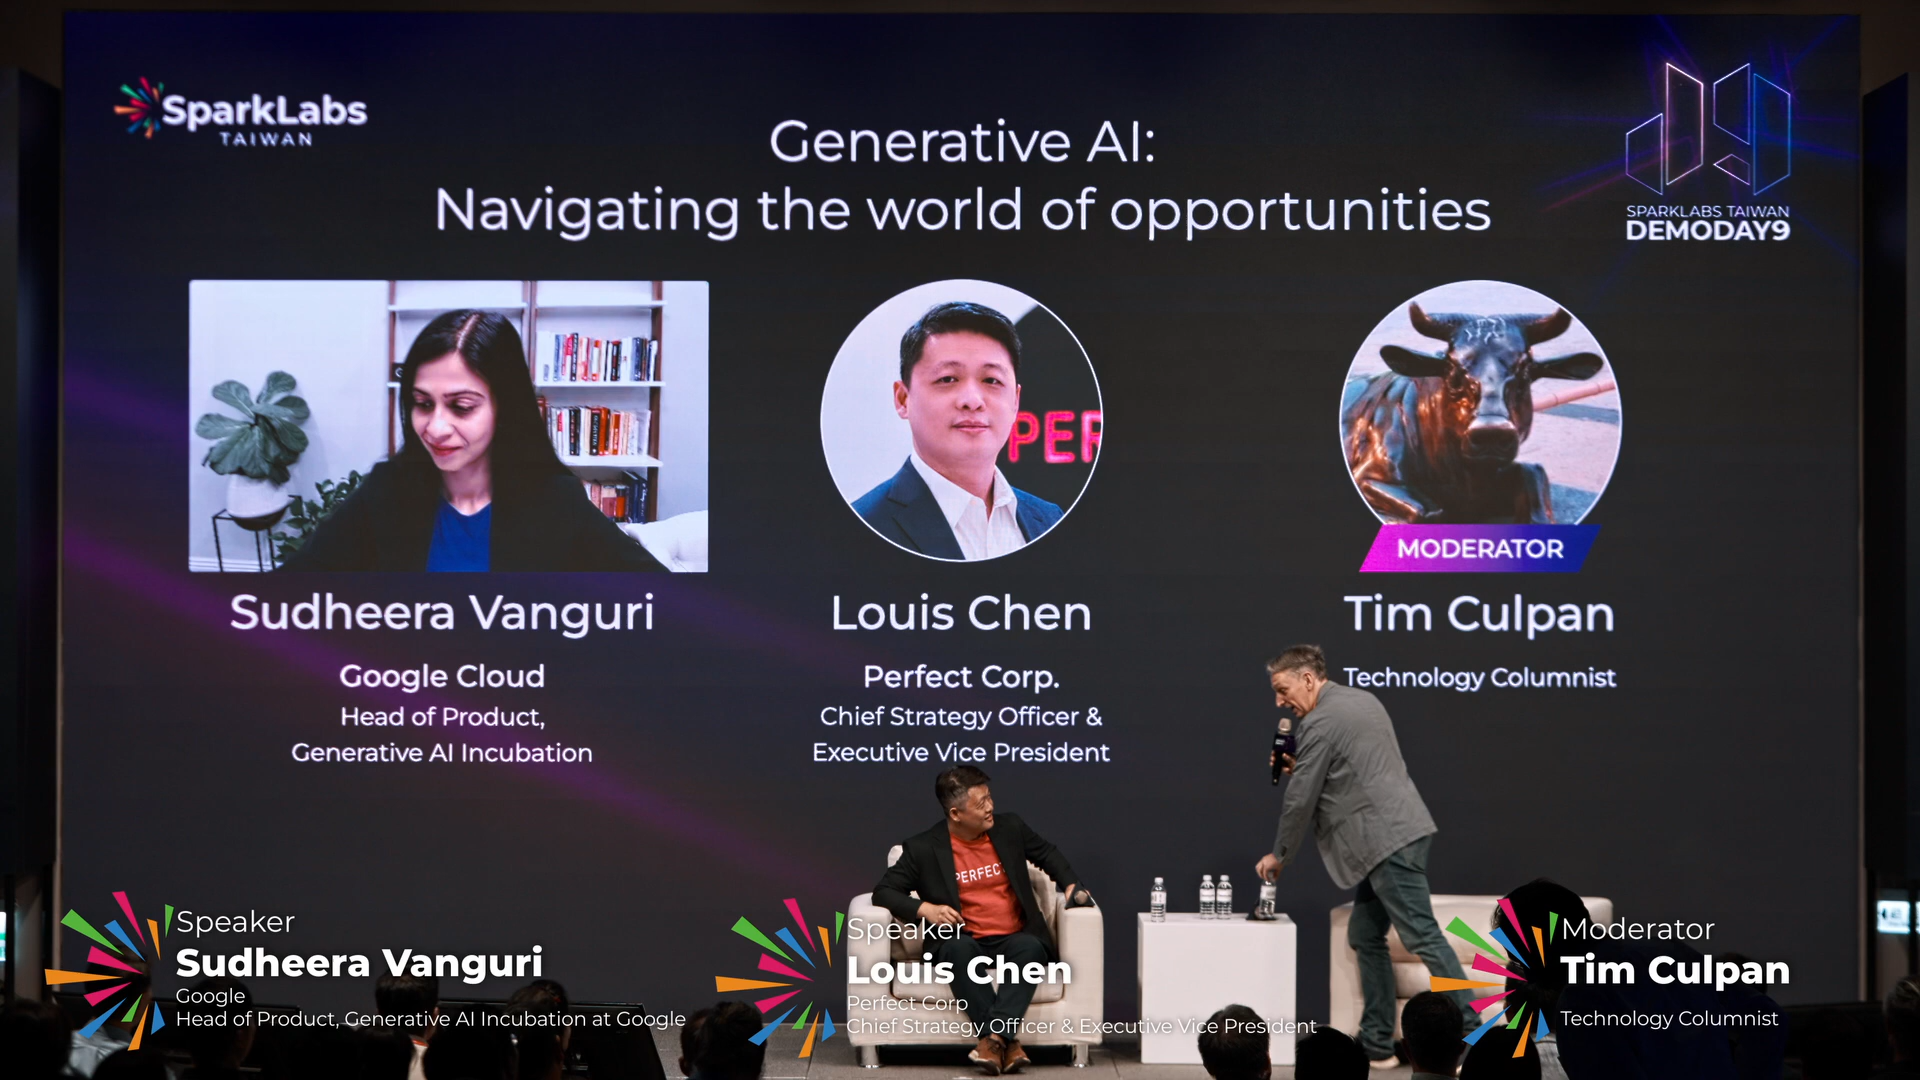 SparkLabs
TAIWAN
Generative AI:
Navigating the world of opportunities
SPARKLABS TAIWAN
DEMODAY9
PER
MODERATOR
Sudheera Vanguri
Google Cloud
Head of Product,
Generative AI Incubation
Louis Chen
Perfect Corp.
Chief Strategy Officer &
Executive Vice President
Tim Culpan
Technology Columnist
PERFEC
Speaker
Sudheera Vanguri
Google
Head of Product, Generative AI Incubation at Google
Speaker
Louis Chen
Perfect Corp
Chief Strategy Officer & Executive Vice President
Moderator
Tim Culpan
Technology Columnist